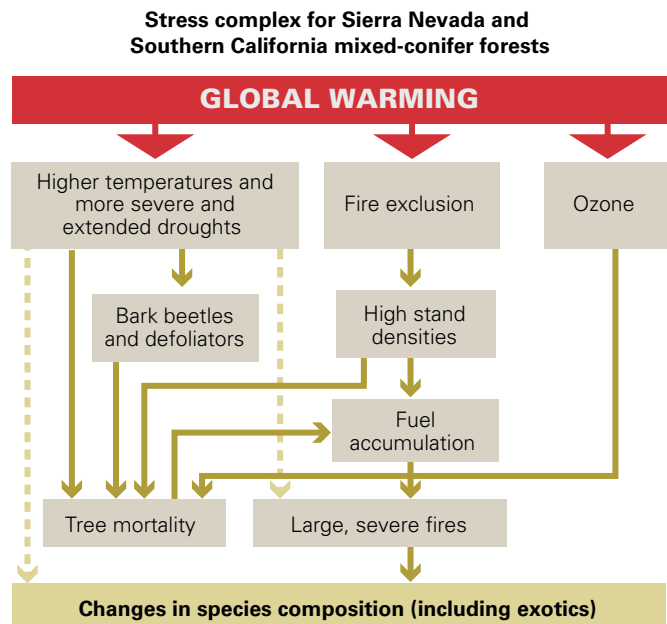 Stress complex for Sierra Nevada and
Southern California mixed-conifer forests
GLOBAL WARMING
Higher temperatures and
more severe and
extended droughts
Fire exclusion
Ozone
Bark beetles
and defoliators
High stand
densities
Fuel
accumulation
Tree mortality
Large, severe fires
Changes in species composition (including exotics)